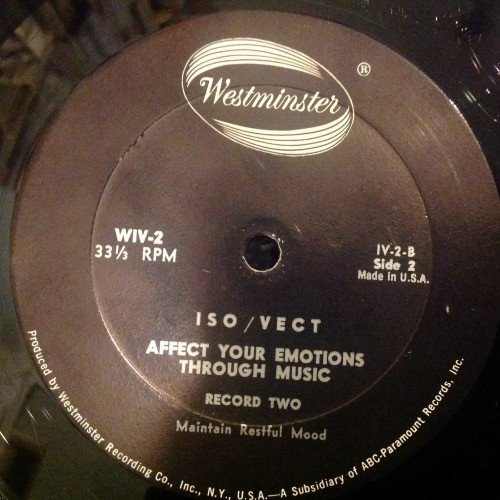 Westminster ®
WIV-2
33⅓ RPM
IV-2-B
Side 2
Made in U.S.A.
ISO/VECT
AFFECT YOUR EMOTIONS
THROUGH MUSIC
RECORD TWO
Maintain Restful Mood
Produced by Westminster Recording Co., Inc., N.Y., U.S.A.—A Subsidiary of ABC-Paramount Records, Inc.